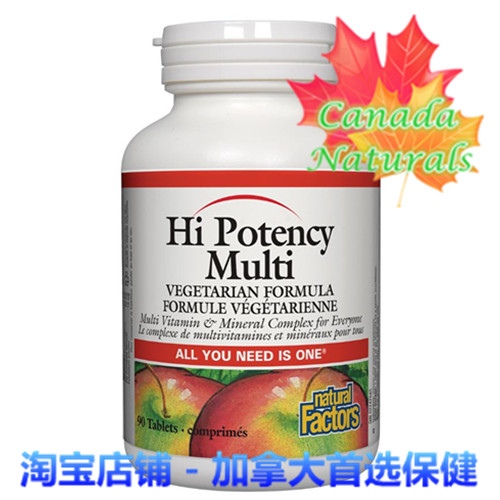 Canada
Naturals
Hi Potency
Multi
VEGETARIAN FORMULA
FORMULE VÉGÉTARIENNE
Multi Vitamin & Mineral Complex for Everyone
Le complexe de multivitamines et minéraux pour tous
ALL YOU NEED IS ONE®
natural
Factors
90 Tablets · comprimés
淘宝店铺 - 加拿大首选保健